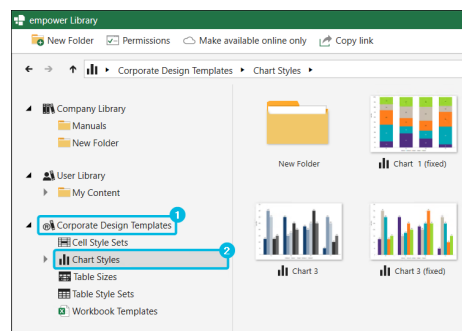 empower Library
New Folder Permissions Make available online only Copy link
Corporate Design Templates Chart Styles
Company Library
Manuals
New Folder
User Library
My Content
Corporate Design Templates 1
Cell Style Sets
Chart Styles 2
Table Sizes
Table Style Sets
Workbook Templates
New Folder Chart 1 (fixed)
Chart 3 Chart 3 (fixed)